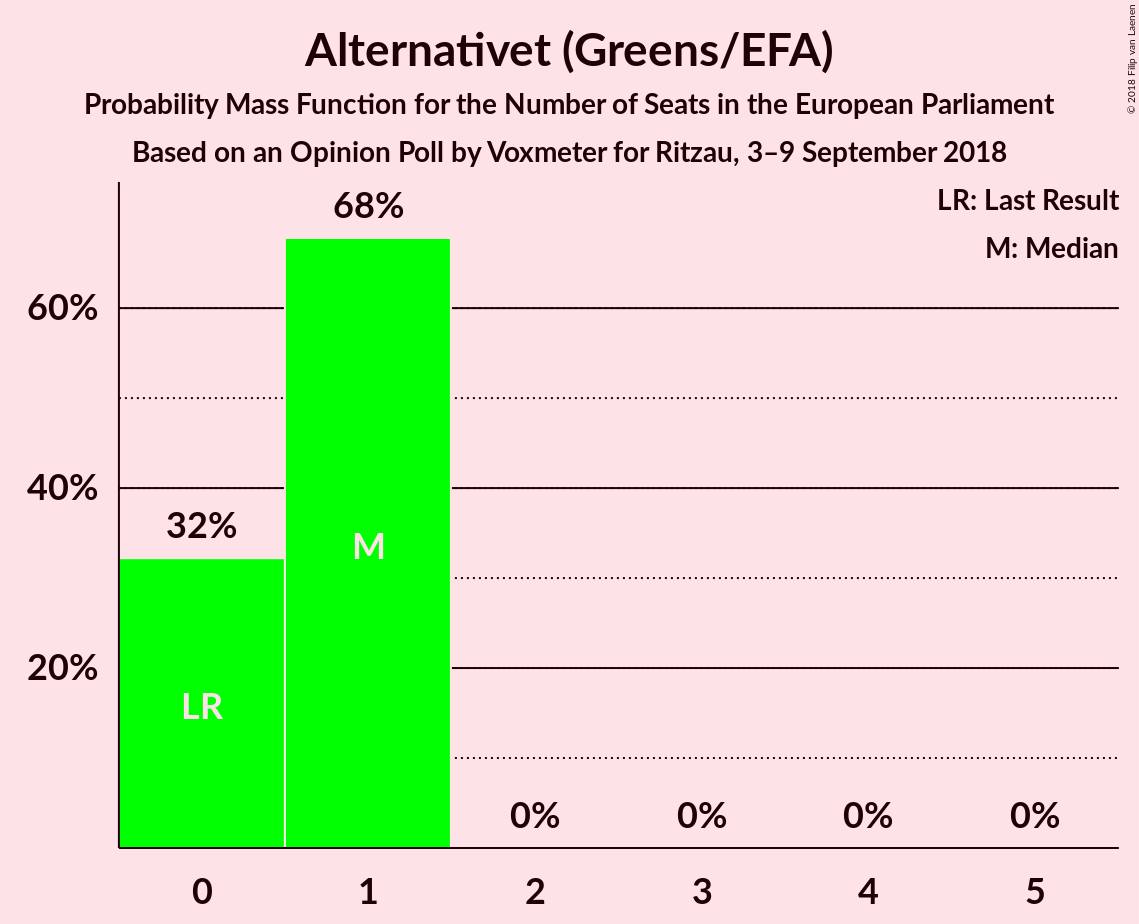 Alternativet (Greens/EFA)
Probability Mass Function for the Number of Seats in the European Parliament
Based on an Opinion Poll by Voxmeter for Ritzau, 3–9 September 2018
© 2018 Filip van Laenen
LR: Last Result
M: Median
68%
60%
40%
32%
M
20%
LR
0% 0% 0% 0%
0 1 2 3 4 5